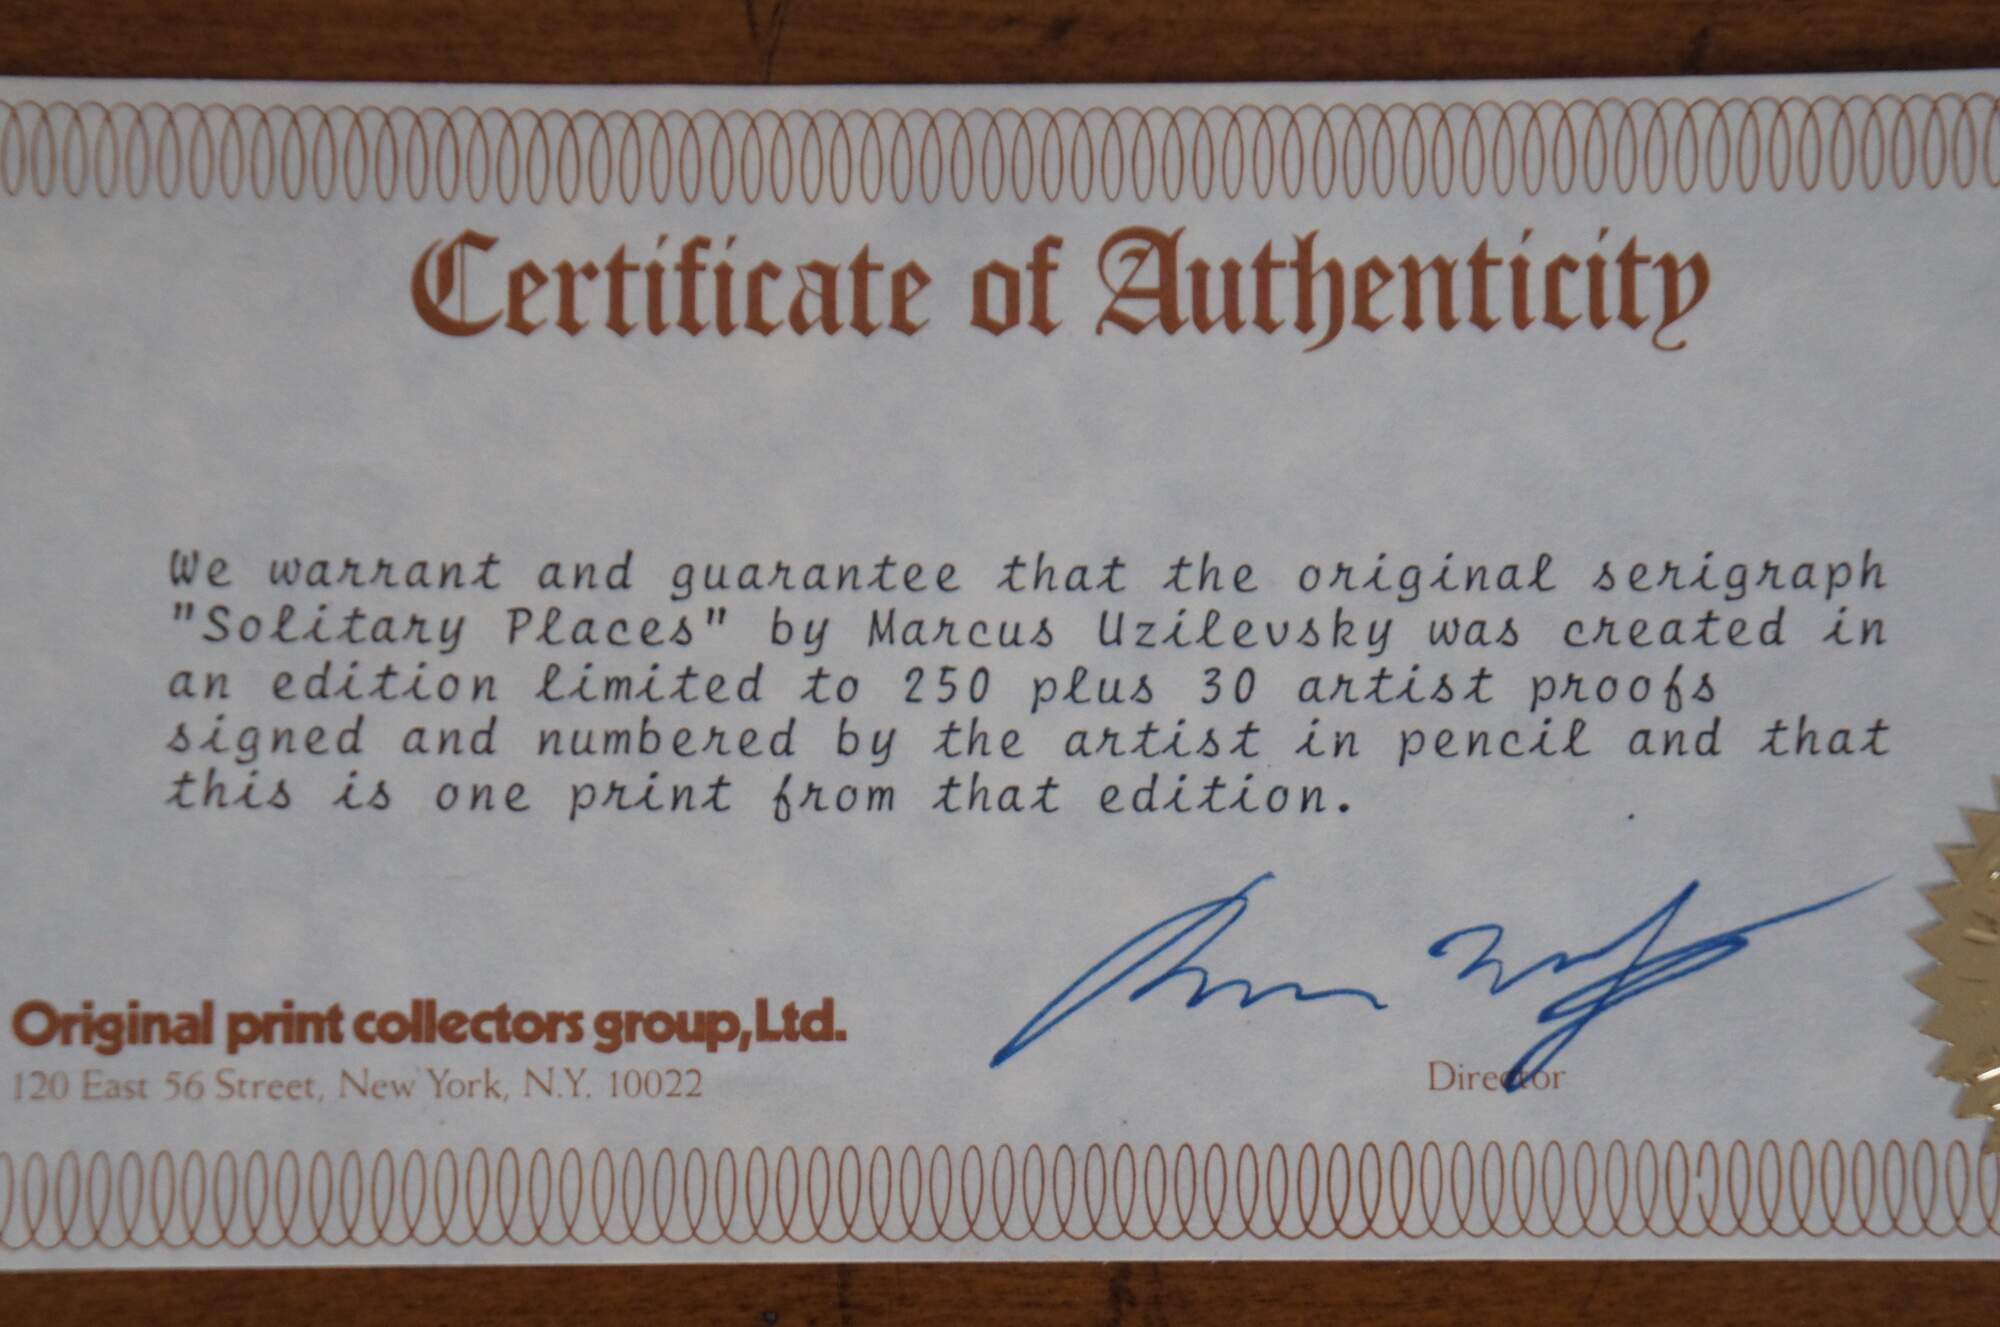 Certificate of Authenticity
We warrant and guarantee that the original serigraph
"Solitary Places" by Marcus Uzilevsky was created in
an edition limited to 250 plus 30 artist proofs
signed and numbered by the artist in pencil and that
this is one print from that edition.
Original print collectors group, Ltd.
120 East 56 Street, New York, N.Y. 10022
Director